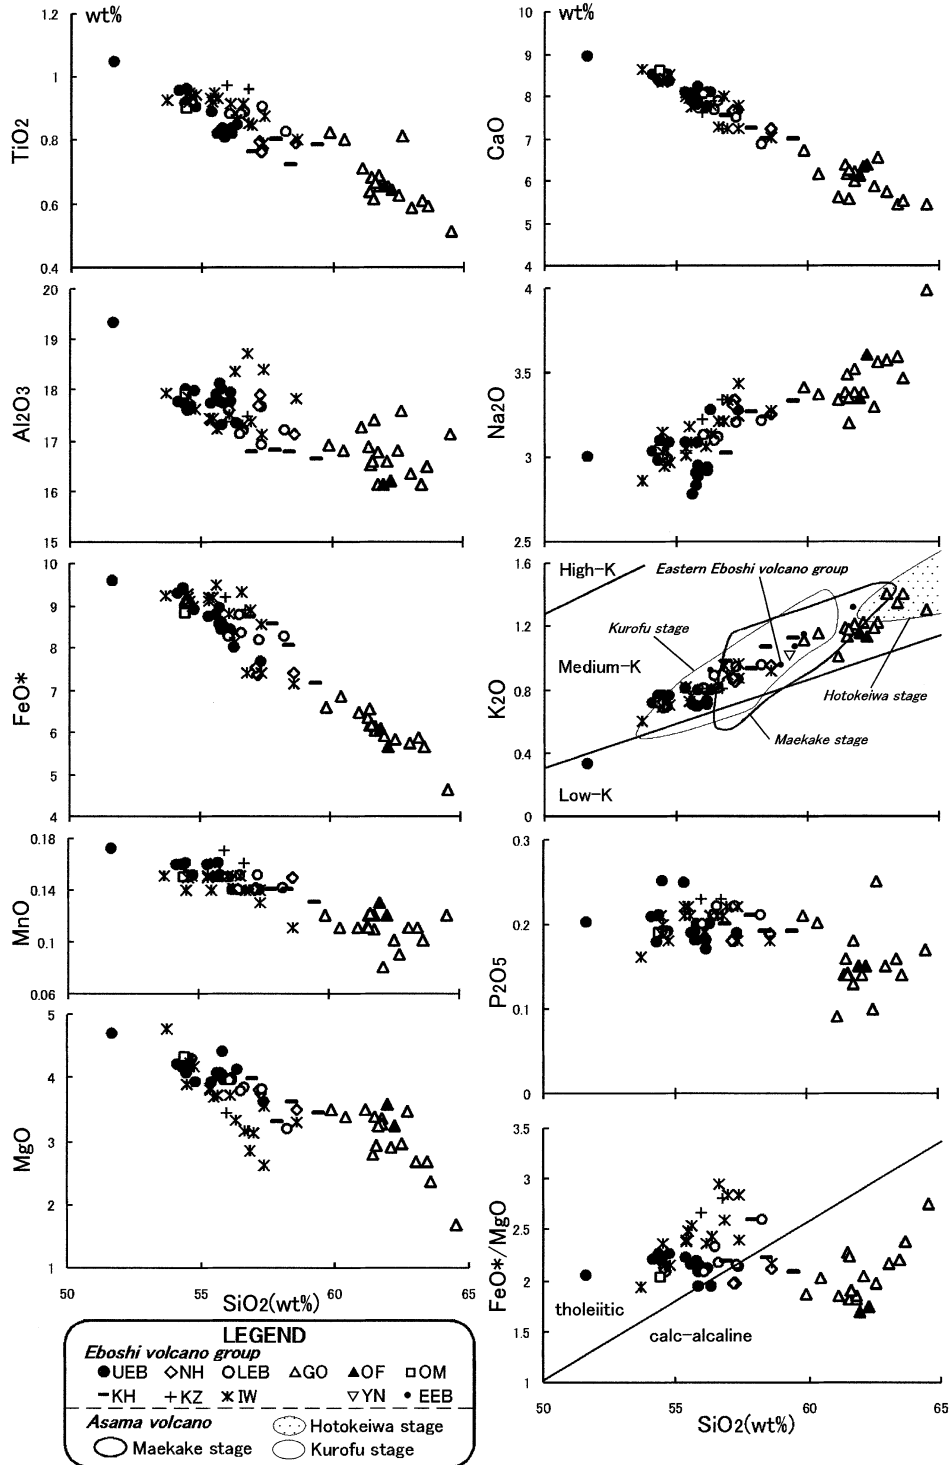 wt%
1.2
1
0.8
0.6
0.4
TiO2
wt%
10
9
8
7
6
5
4
CaO
20
19
18
17
16
15
Al2O3
4
3.5
3
2.5
Na2O
10
9
8
7
6
5
4
FeO*
1.6
1.2
0.8
0.4
0
K2O
High-K
Eastern Eboshi volcano group
Kurofu stage
Medium-K
Hotokeiwa stage
Maekake stage
Low-K
0.18
0.14
0.1
0.06
MnO
0.3
0.2
0.1
0
P2O5
5
4
3
2
1
MgO
50 55 60 65
SiO2(wt%)
3.5
3
2.5
2
1.5
1
FeO*/MgO
tholeiitic
calc-alcaline
50 55 60 65
SiO2(wt%)
LEGEND
Eboshi volcano group
UEB NH LEB GO OF OM
KH KZ IW YN EEB
Asama volcano
Hotokeiwa stage
Maekake stage
Kurofu stage